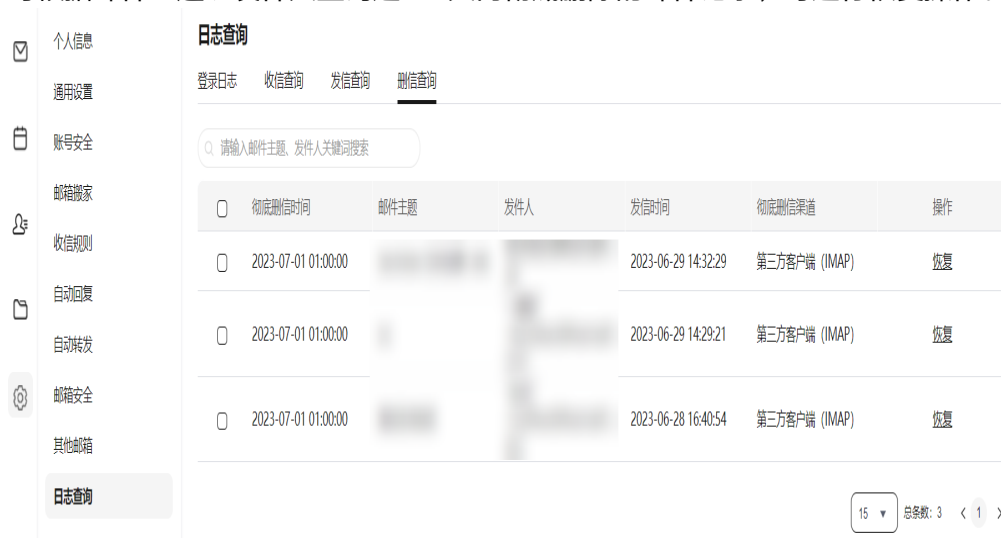 个人信息
通用设置
账号安全
邮箱搬家
收信规则
自动回复
自动转发
邮箱安全
其他邮箱
日志查询
日志查询
登录日志 收信查询 发信查询 删信查询
请输入邮件主题、发件人关键词搜索
彻底删信时间 邮件主题 发件人 发信时间 彻底删信渠道 操作
2023-07-01 01:00:00 2023-06-29 14:32:29 第三方客户端 (IMAP) 恢复
2023-07-01 01:00:00 2023-06-29 14:29:21 第三方客户端 (IMAP) 恢复
2023-07-01 01:00:00 2023-06-28 16:40:54 第三方客户端 (IMAP) 恢复
15 总条数: 3 1